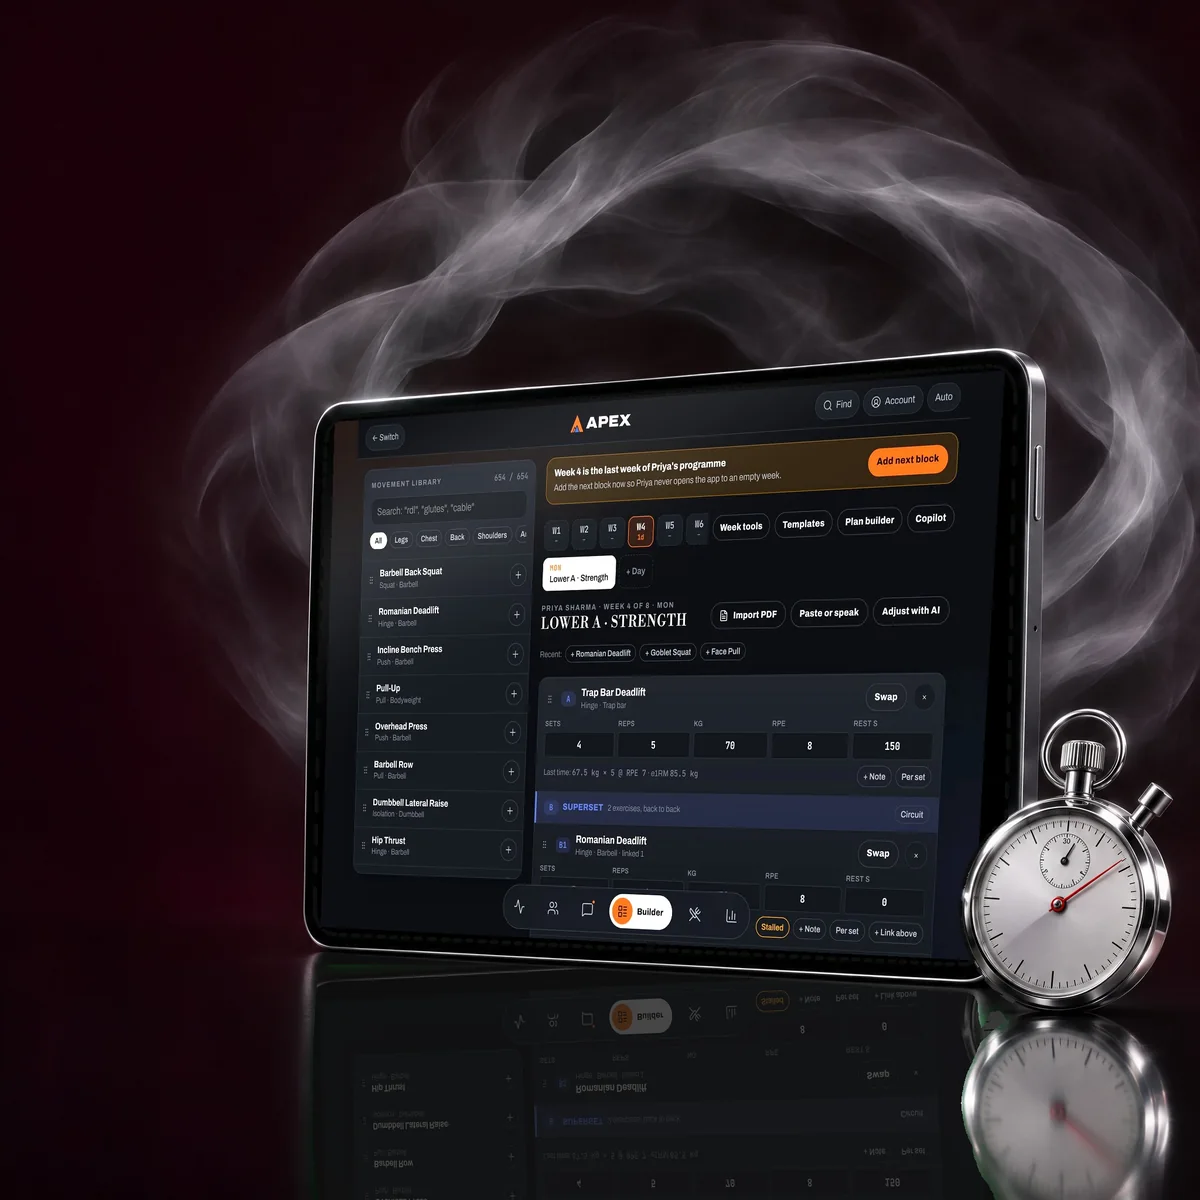 ← Switch
APEX
Find
Account
Auto
MOVEMENT LIBRARY
654 / 654
Search: "rdl", "glutes", "cable"
All
Legs
Chest
Back
Shoulders
Barbell Back Squat
Squat · Barbell
Romanian Deadlift
Hinge · Barbell
Incline Bench Press
Push · Barbell
Pull-Up
Pull · Bodyweight
Overhead Press
Push · Barbell
Barbell Row
Pull · Barbell
Dumbbell Lateral Raise
Isolation · Dumbbell
Hip Thrust
Hinge · Barbell
Week 4 is the last week of Priya's programme
Add the next block now so Priya never opens the app to an empty week.
Add next block
W1
W2
W3
W4
1d
W5
W6
Week tools
Templates
Plan builder
Copilot
MON
Lower A · Strength
+ Day
PRIYA SHARMA · WEEK 4 OF 8 · MON
LOWER A · STRENGTH
Import PDF
Paste or speak
Adjust with AI
Recent:
+ Romanian Deadlift
+ Goblet Squat
+ Face Pull
A
Trap Bar Deadlift
Hinge · Trap bar
Swap
×
SETS
REPS
KG
RPE
REST S
4
5
70
8
150
Last time: 67.5 kg × 5 @ RPE 7 · e1RM 85.5 kg
+ Note
Per set
B
SUPERSET
2 exercises, back to back
Circuit
B1
Romanian Deadlift
Hinge · Barbell · linked 1
Swap
×
SETS
REPS
KG
RPE
REST S
8
0
Builder
Stalled
+ Note
Per set
+ Link above
30